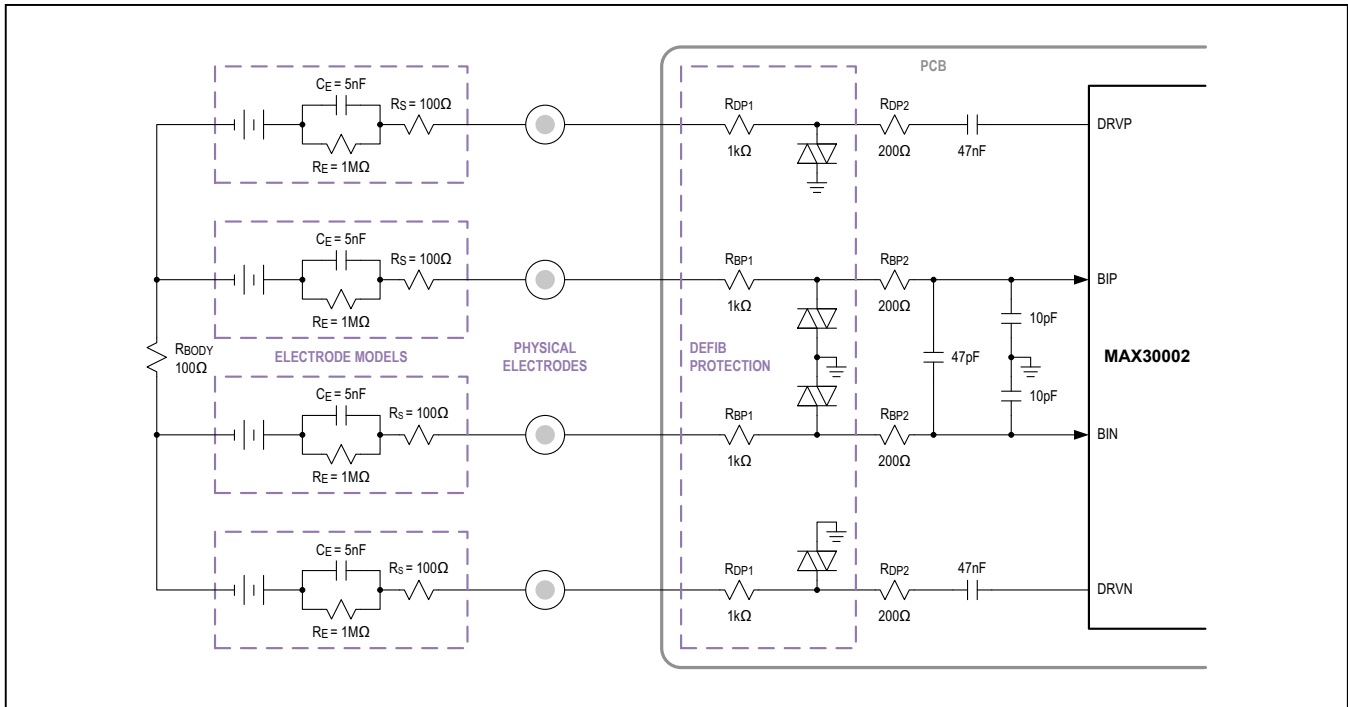 PCB
CE = 5nF
RS = 100Ω
RE = 1MΩ
RDP1
1kΩ
RDP2
200Ω
47nF
DRVP
CE = 5nF
RS = 100Ω
RE = 1MΩ
RBP1
1kΩ
RBP2
200Ω
BIP
10pF
RBODY
100Ω
ELECTRODE MODELS
PHYSICAL
ELECTRODES
DEFIB
PROTECTION
47pF
MAX30002
10pF
CE = 5nF
RS = 100Ω
RE = 1MΩ
RBP1
1kΩ
RBP2
200Ω
BIN
CE = 5nF
RS = 100Ω
RE = 1MΩ
RDP1
1kΩ
RDP2
200Ω
47nF
DRVN